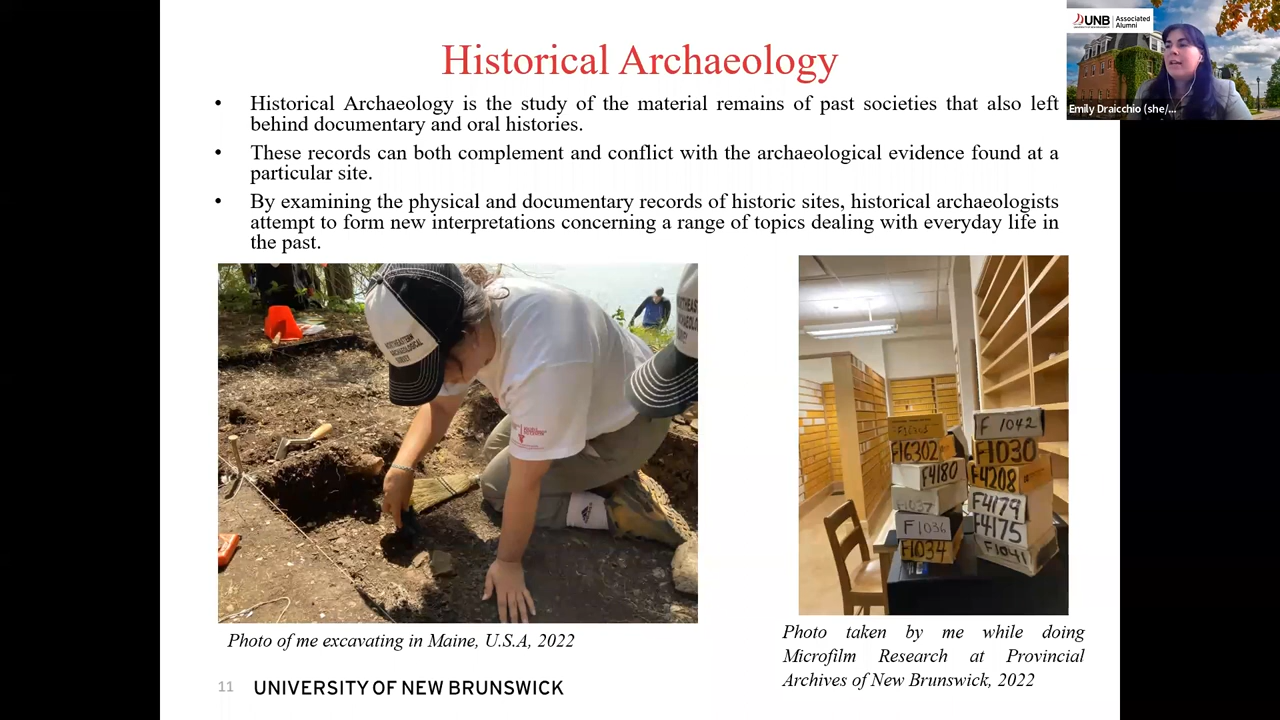 Historical Archaeology
• Historical Archaeology is the study of the material remains of past societies that also left
behind documentary and oral histories.
• These records can both complement and conflict with the archaeological evidence found at a
particular site.
• By examining the physical and documentary records of historic sites, historical archaeologists
attempt to form new interpretations concerning a range of topics dealing with everyday life in
the past.
UNB Associated
Alumni
Emily Draicchio (she/...
NORTHEASTERN
ARCHAEOLOGICAL
SURVEY
F16302
F4180
F1036
F1034
F 1042
F1030
F4208
F4179
F4175
F1041
Photo of me excavating in Maine, U.S.A, 2022
Photo taken by me while doing
Microfilm Research at Provincial
Archives of New Brunswick, 2022
11 UNIVERSITY OF NEW BRUNSWICK